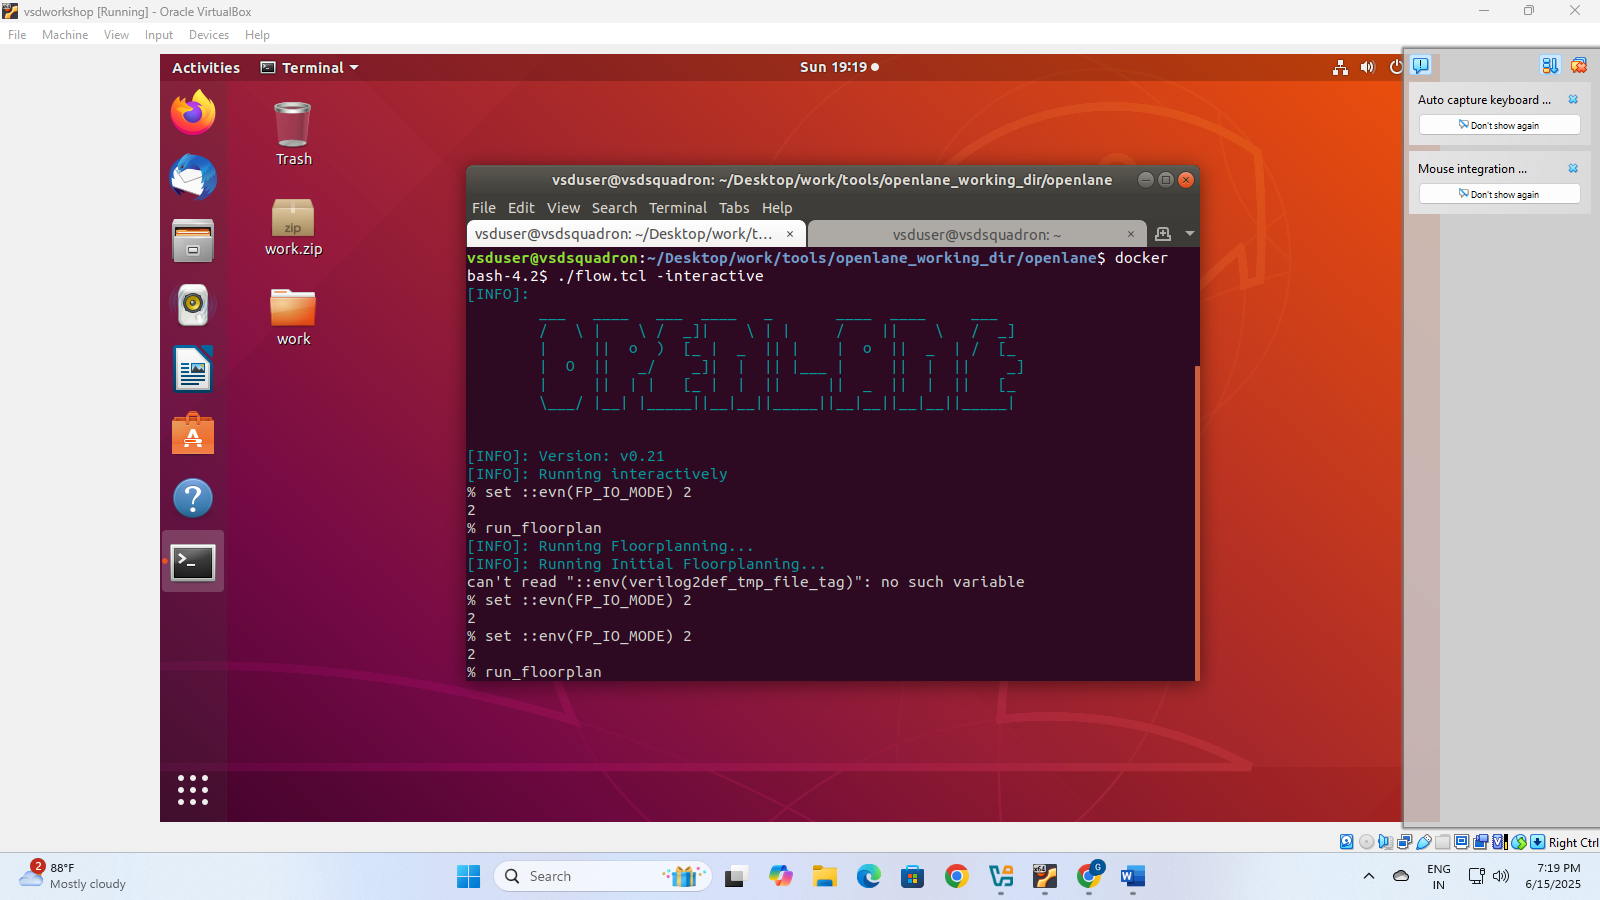 vsdworkshop [Running] - Oracle VirtualBox
File Machine View Input Devices Help
Activities Terminal Sun 19:19
Auto capture keyboard ...
Don't show again
Mouse integration ...
Don't show again
Trash
zip
work.zip
work
vsduser@vsdsquadron: ~/Desktop/work/tools/openlane_working_dir/openlane
File Edit View Search Terminal Tabs Help
vsduser@vsdsquadron: ~/Desktop/work/t... × vsduser@vsdsquadron: ~ ×
vsduser@vsdsquadron:~/Desktop/work/tools/openlane_working_dir/openlane$ docker
bash-4.2$ ./flow.tcl -interactive
[INFO]:
OPENLANE
[INFO]: Version: v0.21
[INFO]: Running interactively
% set ::evn(FP_IO_MODE) 2
2
% run_floorplan
[INFO]: Running Floorplanning...
[INFO]: Running Initial Floorplanning...
can't read "::env(verilog2def_tmp_file_tag)": no such variable
% set ::evn(FP_IO_MODE) 2
2
% set ::env(FP_IO_MODE) 2
2
% run_floorplan
Right Ctrl
2
88°F
Mostly cloudy
Search
G
ENG
IN
7:19 PM
6/15/2025